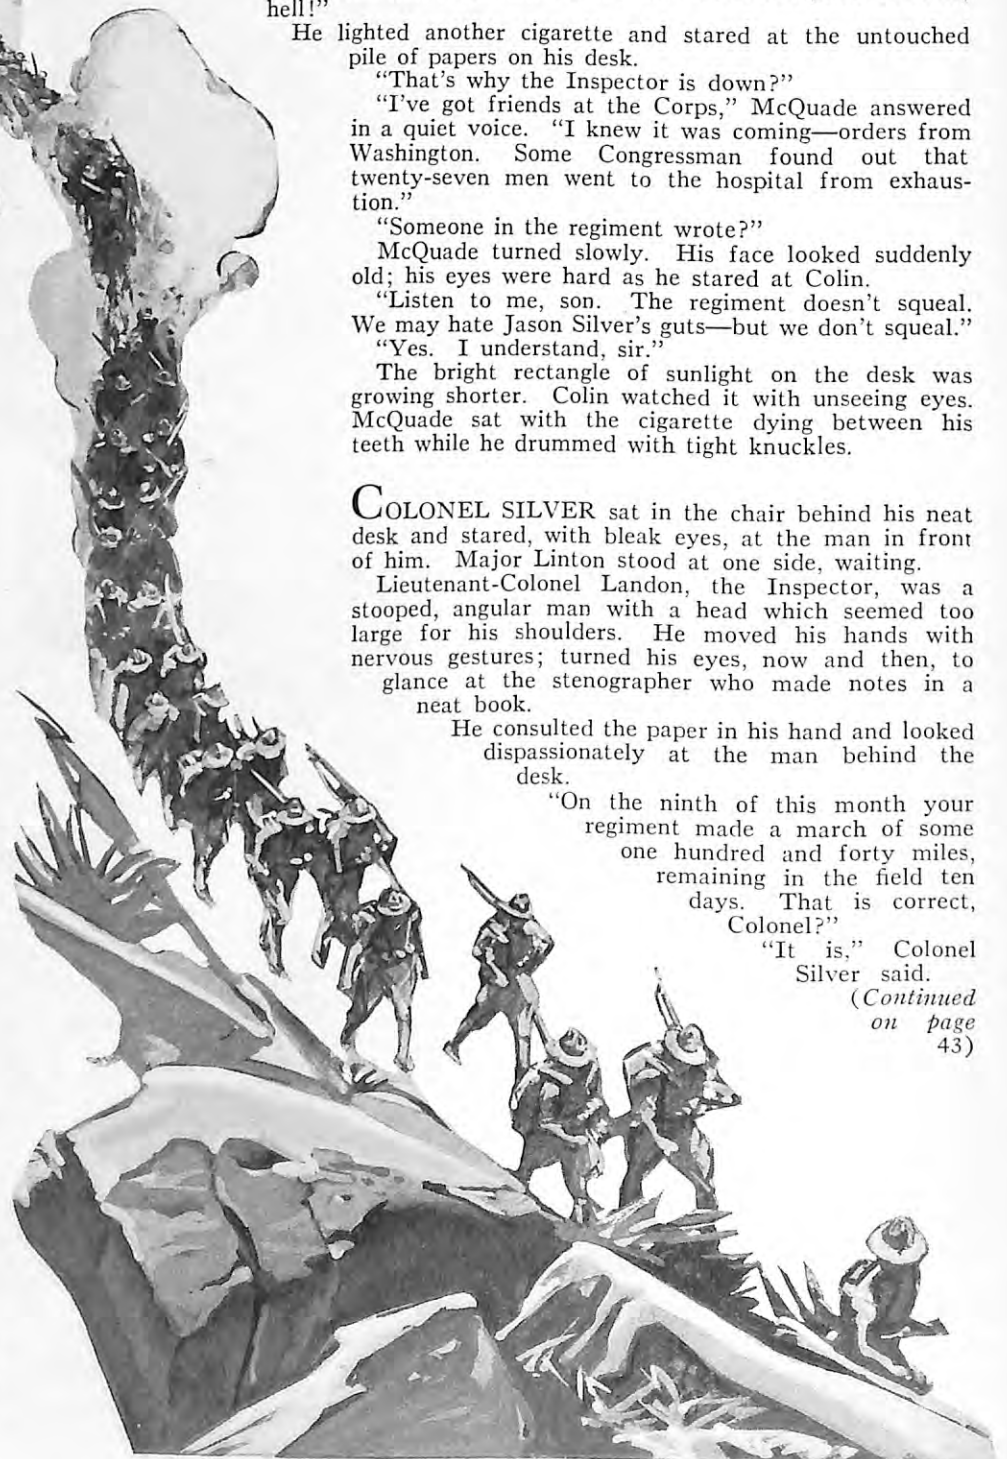 hell!”
He lighted another cigarette and stared at the untouched
pile of papers on his desk.
“That's why the Inspector is down?”
“I've got friends at the Corps,” McQuade answered
in a quiet voice. “I knew it was coming—orders from
Washington. Some Congressman found out that
twenty-seven men went to the hospital from exhaus-
tion.”
“Someone in the regiment wrote?”
McQuade turned slowly. His face looked suddenly
old; his eyes were hard as he stared at Colin.
“Listen to me, son. The regiment doesn't squeal.
We may hate Jason Silver's guts—but we don't squeal.”
“Yes. I understand, sir.”
The bright rectangle of sunlight on the desk was
growing shorter. Colin watched it with unseeing eyes.
McQuade sat with the cigarette dying between his
teeth while he drummed with tight knuckles.
COLONEL SILVER sat in the chair behind his neat
desk and stared, with bleak eyes, at the man in front
of him. Major Linton stood at one side, waiting.
Lieutenant-Colonel Landon, the Inspector, was a
stooped, angular man with a head which seemed too
large for his shoulders. He moved his hands with
nervous gestures; turned his eyes, now and then, to
glance at the stenographer who made notes in a
neat book.
He consulted the paper in his hand and looked
dispassionately at the man behind the
desk.
“On the ninth of this month your
regiment made a march of some
one hundred and forty miles,
remaining in the field ten
days. That is correct,
Colonel?”
“It is,” Colonel
Silver said.
(Continued
on page
43)